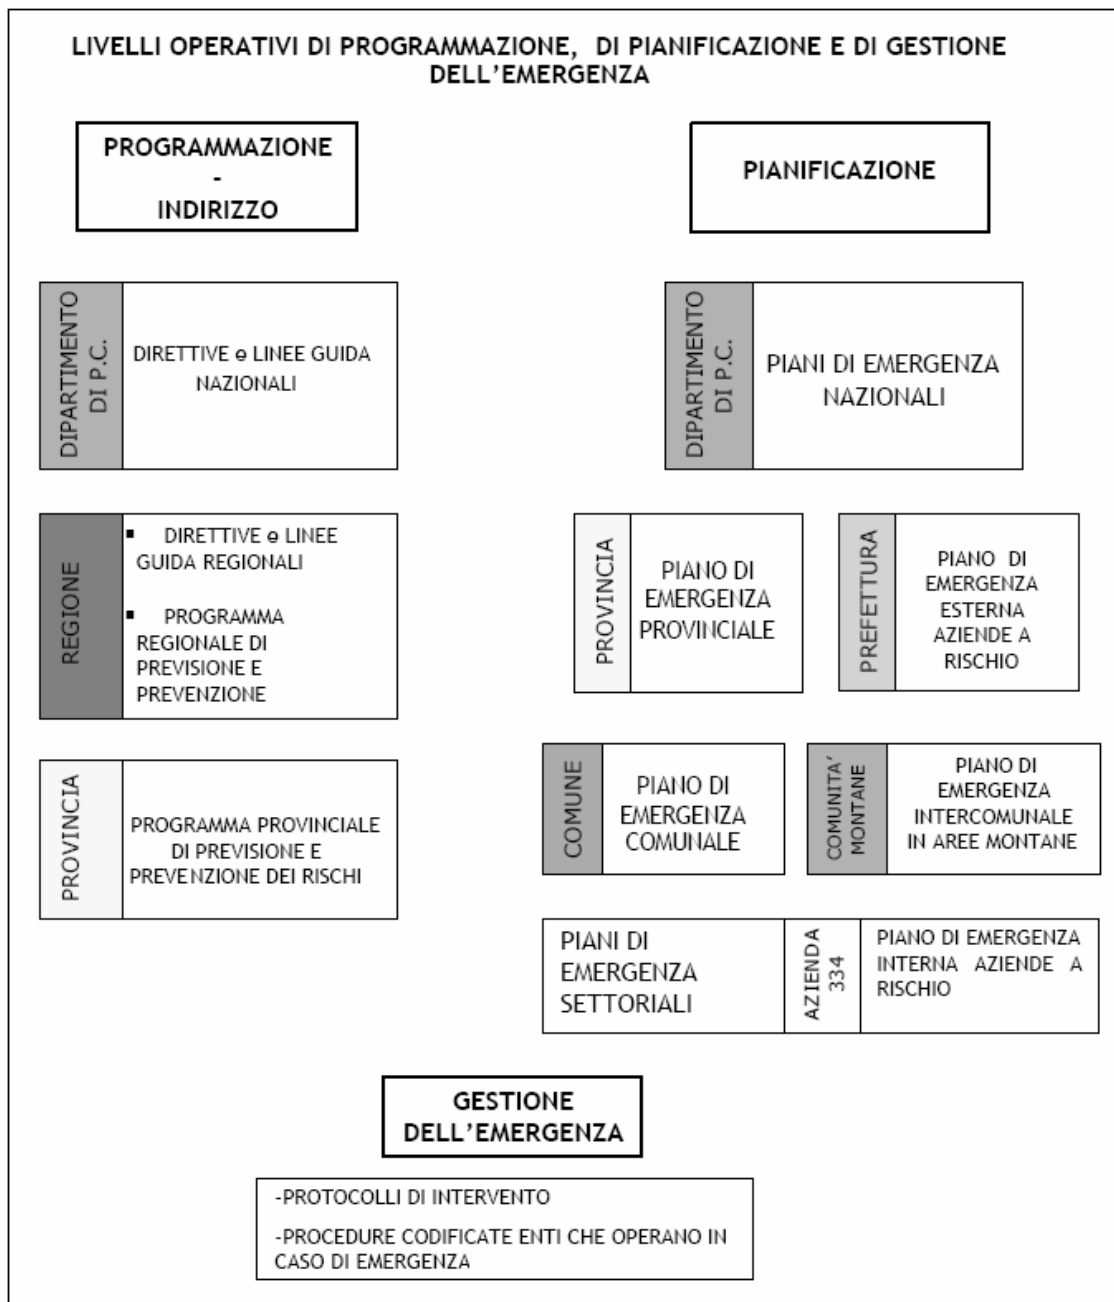 LIVELLI OPERATIVI DI PROGRAMMAZIONE, DI PIANIFICAZIONE E DI GESTIONE
DELL'EMERGENZA
PROGRAMMAZIONE
-
INDIRIZZO
DIPARTIMENTO
DI P.C.
DIRETTIVE e LINEE GUIDA
NAZIONALI
REGIONE
▪ DIRETTIVE e LINEE
GUIDA REGIONALI
▪ PROGRAMMA
REGIONALE DI
PREVISIONE E
PREVENZIONE
PROVINCIA
PROGRAMMA PROVINCIALE
DI PREVISIONE E
PREVENZIONE DEI RISCHI
PIANIFICAZIONE
DIPARTIMENTO
DI P.C.
PIANI DI EMERGENZA
NAZIONALI
PROVINCIA
PIANO DI
EMERGENZA
PROVINCIALE
PREFETTURA
PIANO DI
EMERGENZA
ESTERNA
AZIENDE A
RISCHIO
COMUNE
PIANO DI
EMERGENZA
COMUNALE
COMUNITA'
MONTANE
PIANO DI
EMERGENZA
INTERCOMUNALE
IN AREE MONTANE
PIANI DI
EMERGENZA
SETTORIALI
AZIENDA
334
PIANO DI EMERGENZA
INTERNA AZIENDE A
RISCHIO
GESTIONE
DELL'EMERGENZA
-PROTOCOLLI DI INTERVENTO
-PROCEDURE CODIFICATE ENTI CHE OPERANO IN
CASO DI EMERGENZA